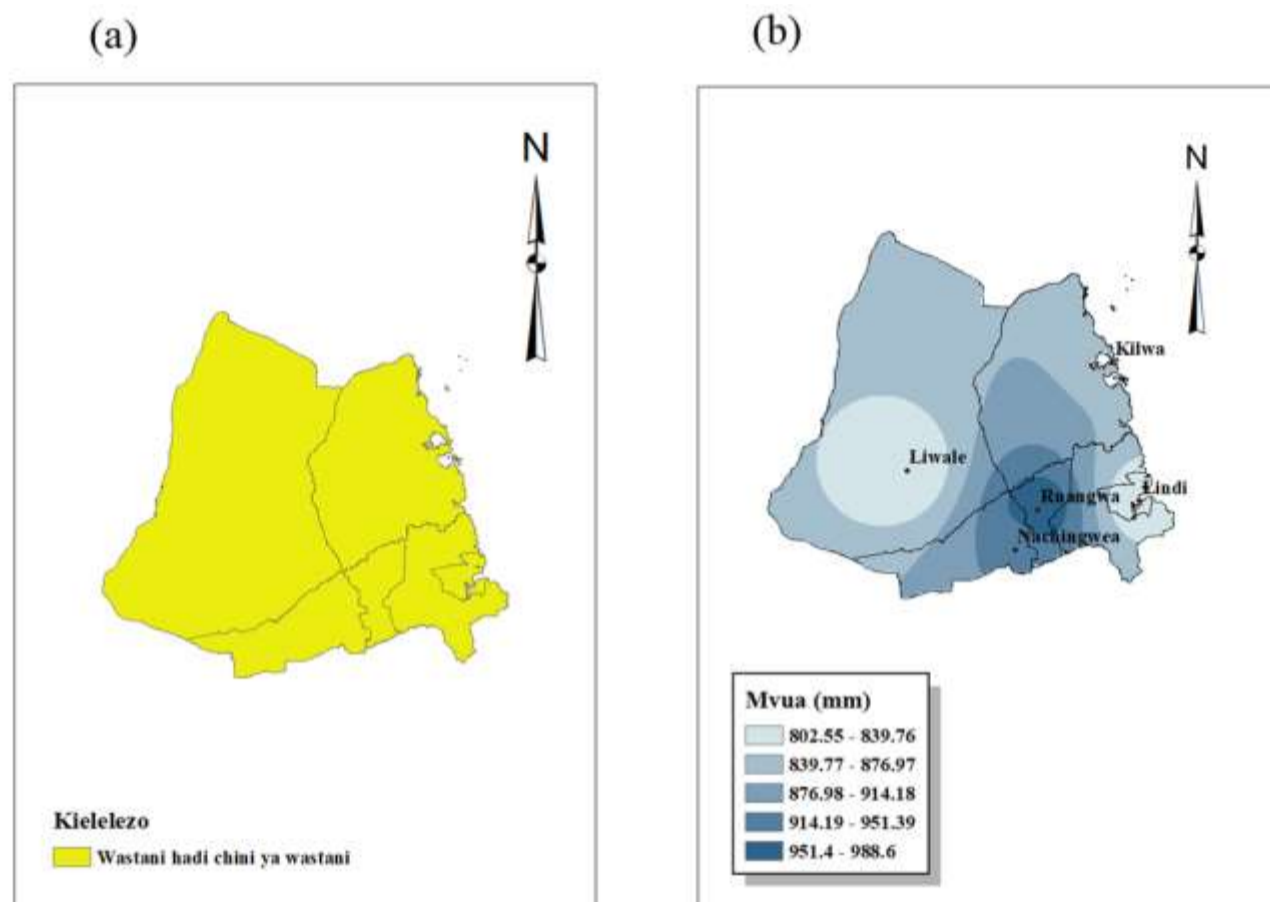 (a)
(b)
N
N
Kilwa
Liwale
Lindi
Ruangwa
Nachingwea
Kielelezo
Wastani hadi chini ya wastani
Mvua (mm)
802.55 - 839.76
839.77 - 876.97
876.98 - 914.18
914.19 - 951.39
951.4 - 988.6